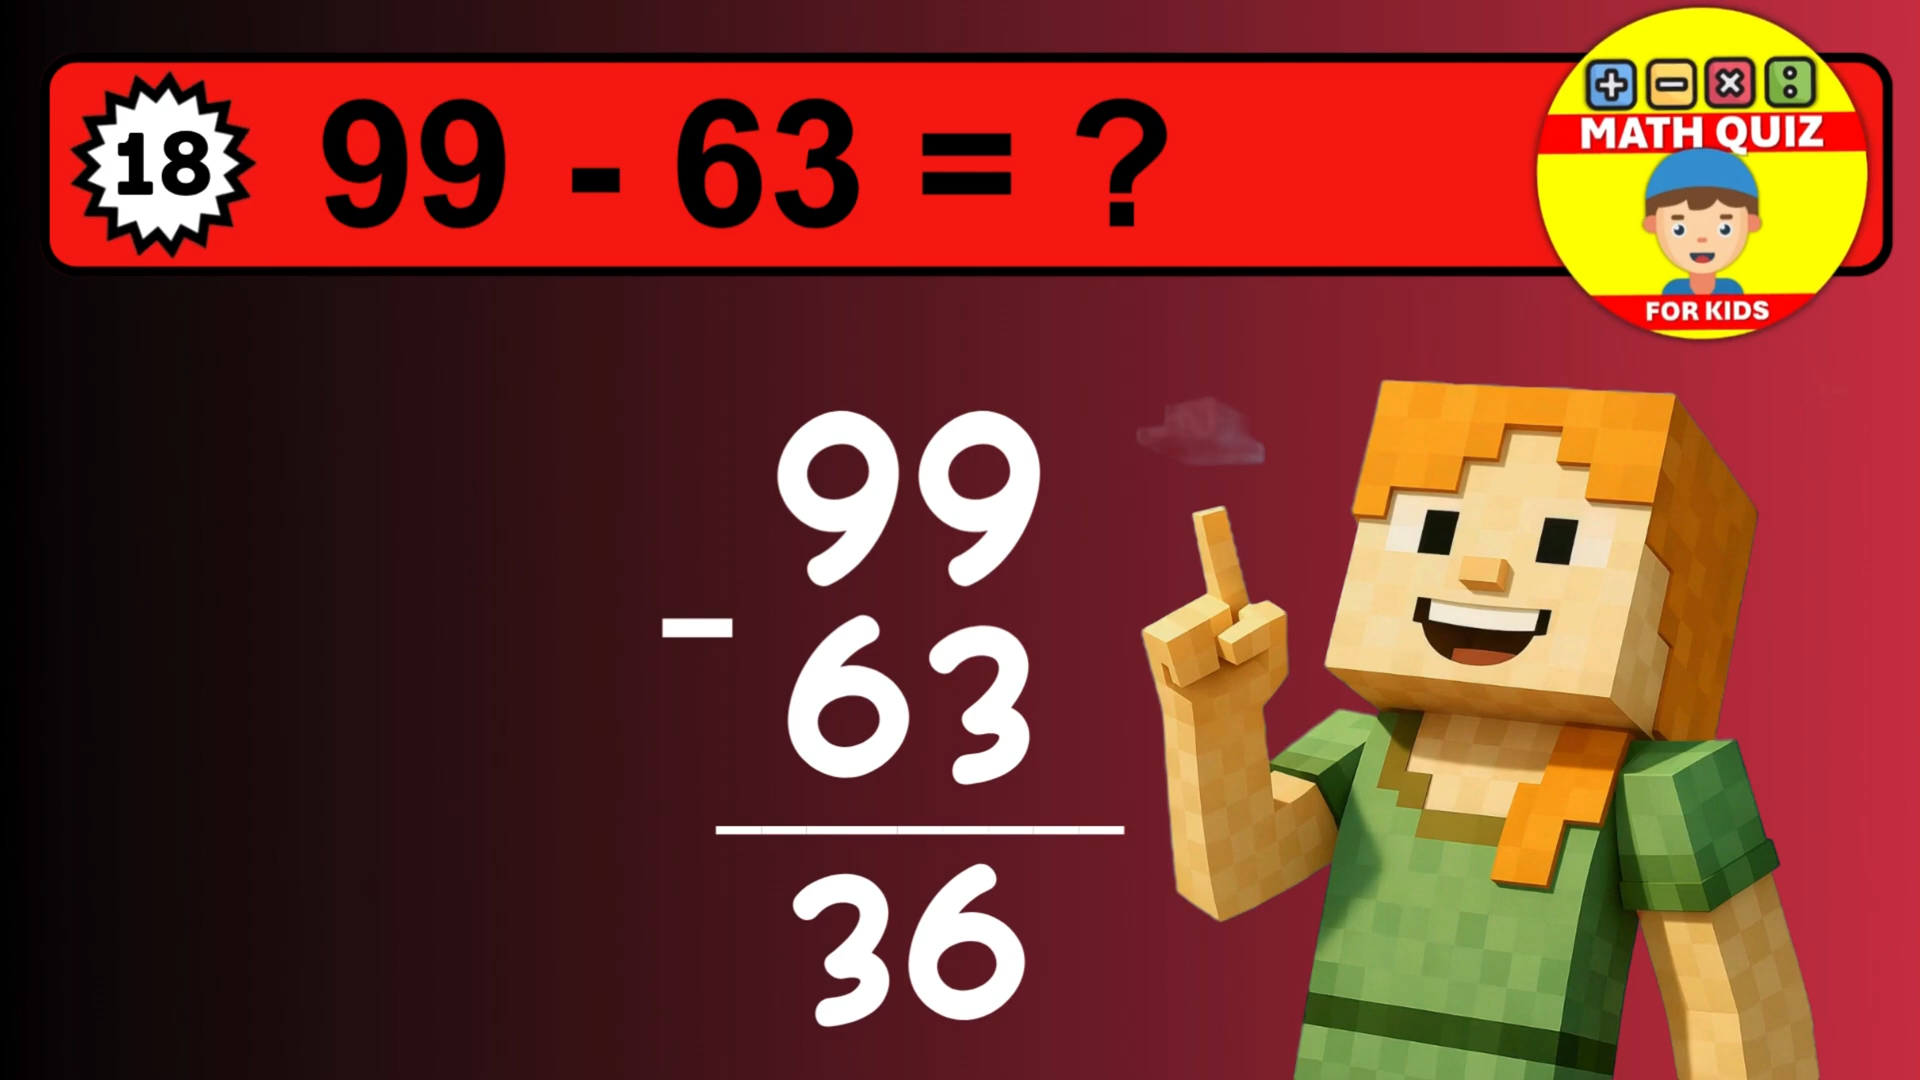 18
99 - 63 = ?
+ - × :
MATH QUIZ
FOR KIDS
99
- 63
36